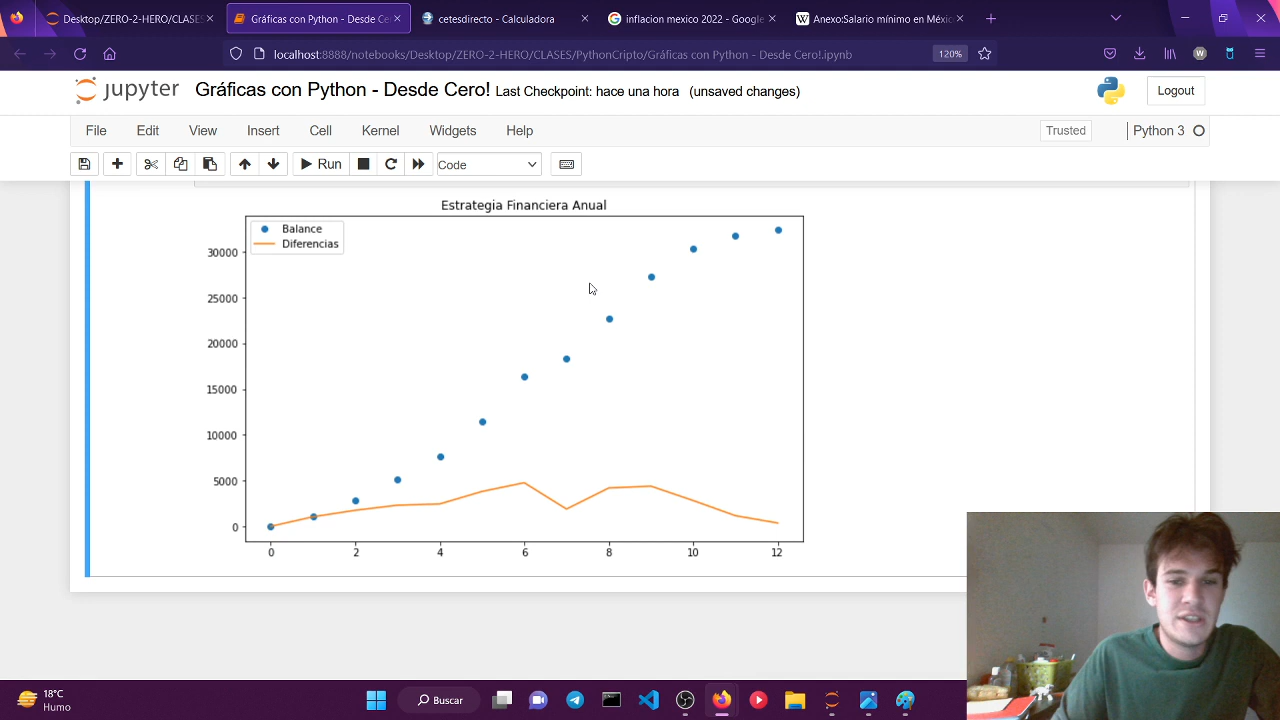 Desktop/ZERO-2-HERO/CLASES
Gráficas con Python - Desde Ce
cetesdirecto - Calculadora
inflacion mexico 2022 - Goo
Anexo:Salario mínimo en Méxic
localhost:8888/notebooks/Desktop/ZERO-2-HERO/CLASES/PythonCripto/Gráficas con Python - Desde Cero!.ipynb
120%
jupyter
Gráficas con Python - Desde Cero! Last Checkpoint: hace una hora (unsaved changes)
Logout
File Edit View Insert Cell Kernel Widgets Help
Trusted
Python 3
Run
Code
Estrategia Financiera Anual
Balance
Diferencias
30000
25000
20000
15000
10000
5000
0
0 2 4 6 8 10 12
18°C
Humo
Buscar